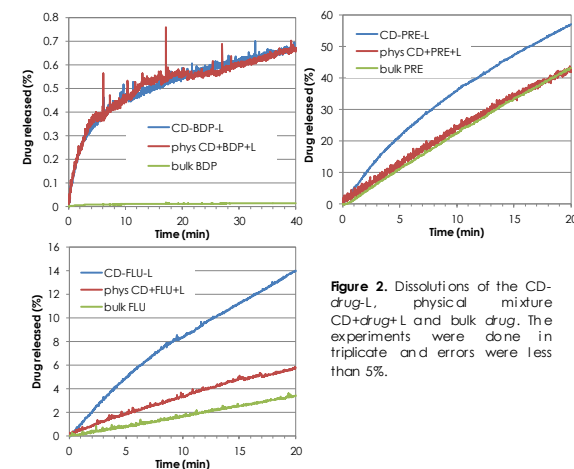 0.8
0.7
0.6
0.5
0.4
0.3
0.2
0.1
0
Drug released (%)
CD-BDP-L
phys CD+BDP+L
bulk BDP
0 10 20 30 40
Time (min)
60
50
40
30
20
10
0
Drug released (%)
CD-PRE-L
phys CD+PRE+L
bulk PRE
0 5 10 15 20
Time (min)
16
14
12
10
8
6
4
2
0
Drug released (%)
CD-FLU-L
phys CD+FLU+L
bulk FLU
0 5 10 15 20
Time (min)
Figure 2. Dissolutions of the CD-
drug-L, physical mixture
CD+drug+L and bulk drug. The
experiments were done in
triplicate and errors were less
than 5%.